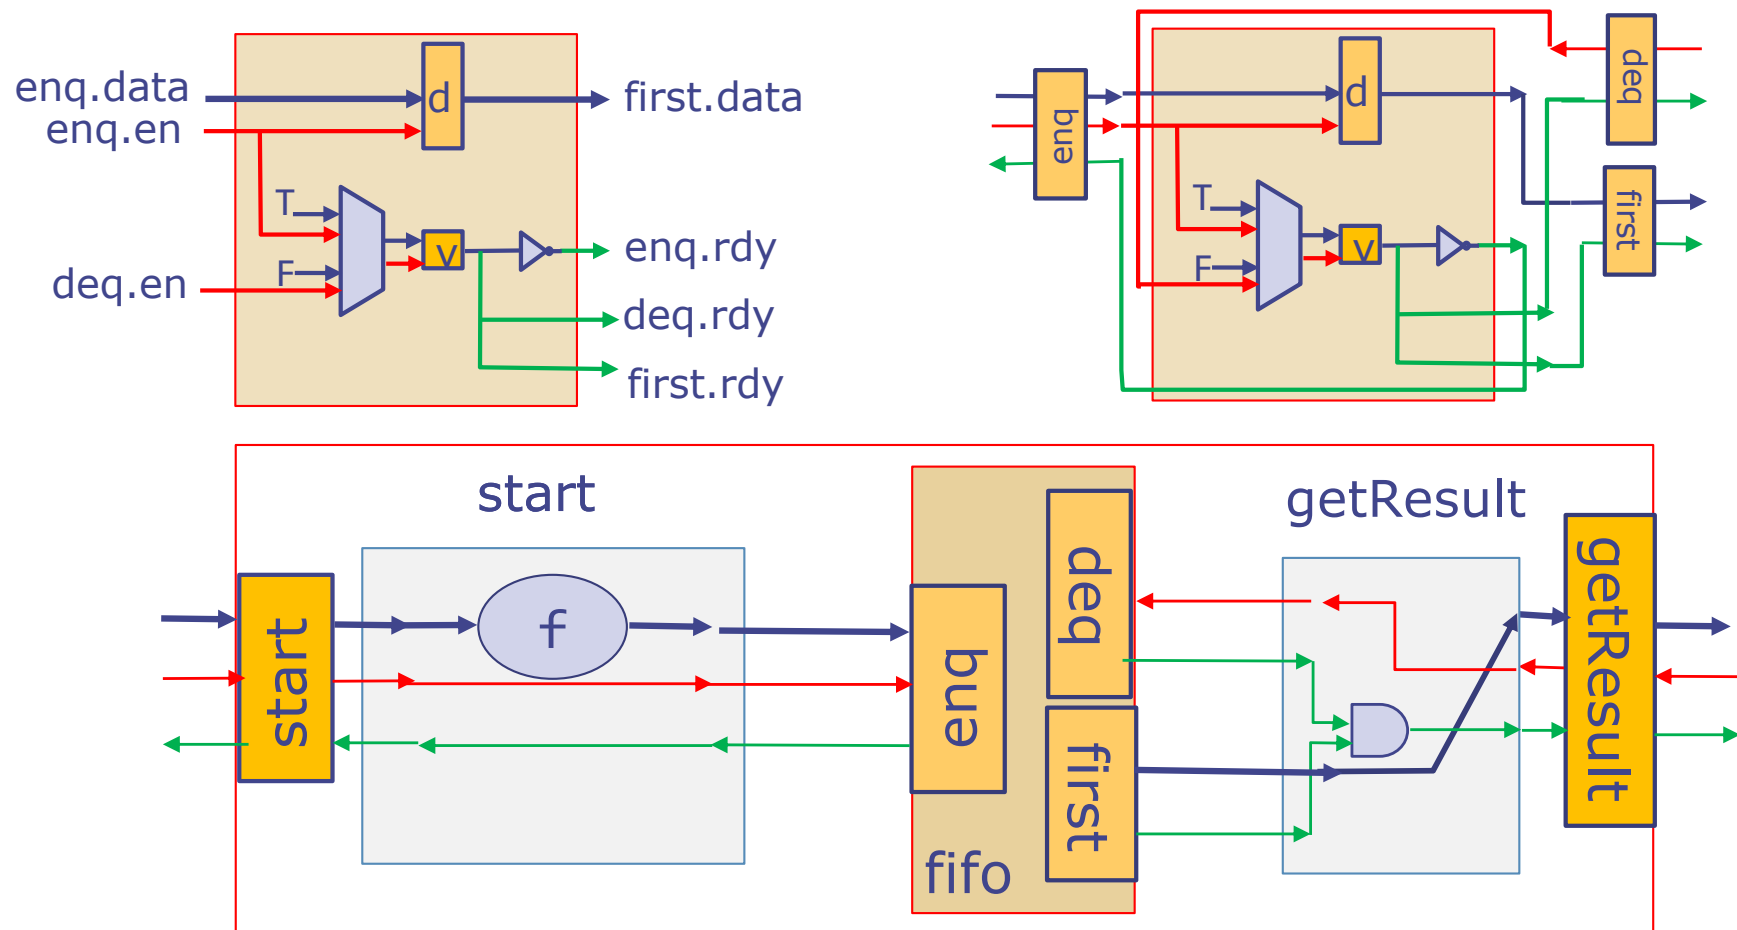 enq.data
enq.en
deq.en
d
T
F
v
first.data
enq.rdy
deq.rdy
first.rdy
enq
d
T
F
v
deq
first
start
start
f
enq
deq
first
fifo
getResult
getResult